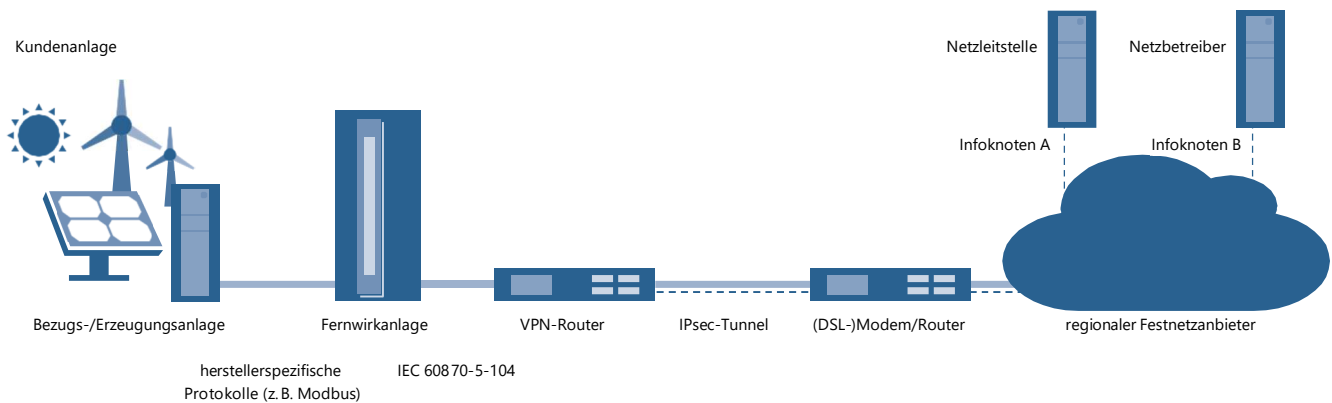 Kundenanlage
Netzleitstelle
Netzbetreiber
Infoknoten A
Infoknoten B
Bezugs-/Erzeugungsanlage
Fernwirkanlage
VPN-Router
IPsec-Tunnel
(DSL-)Modem/Router
regionaler Festnetzanbieter
herstellerspezifische
Protokolle (z. B. Modbus)
IEC 60870-5-104